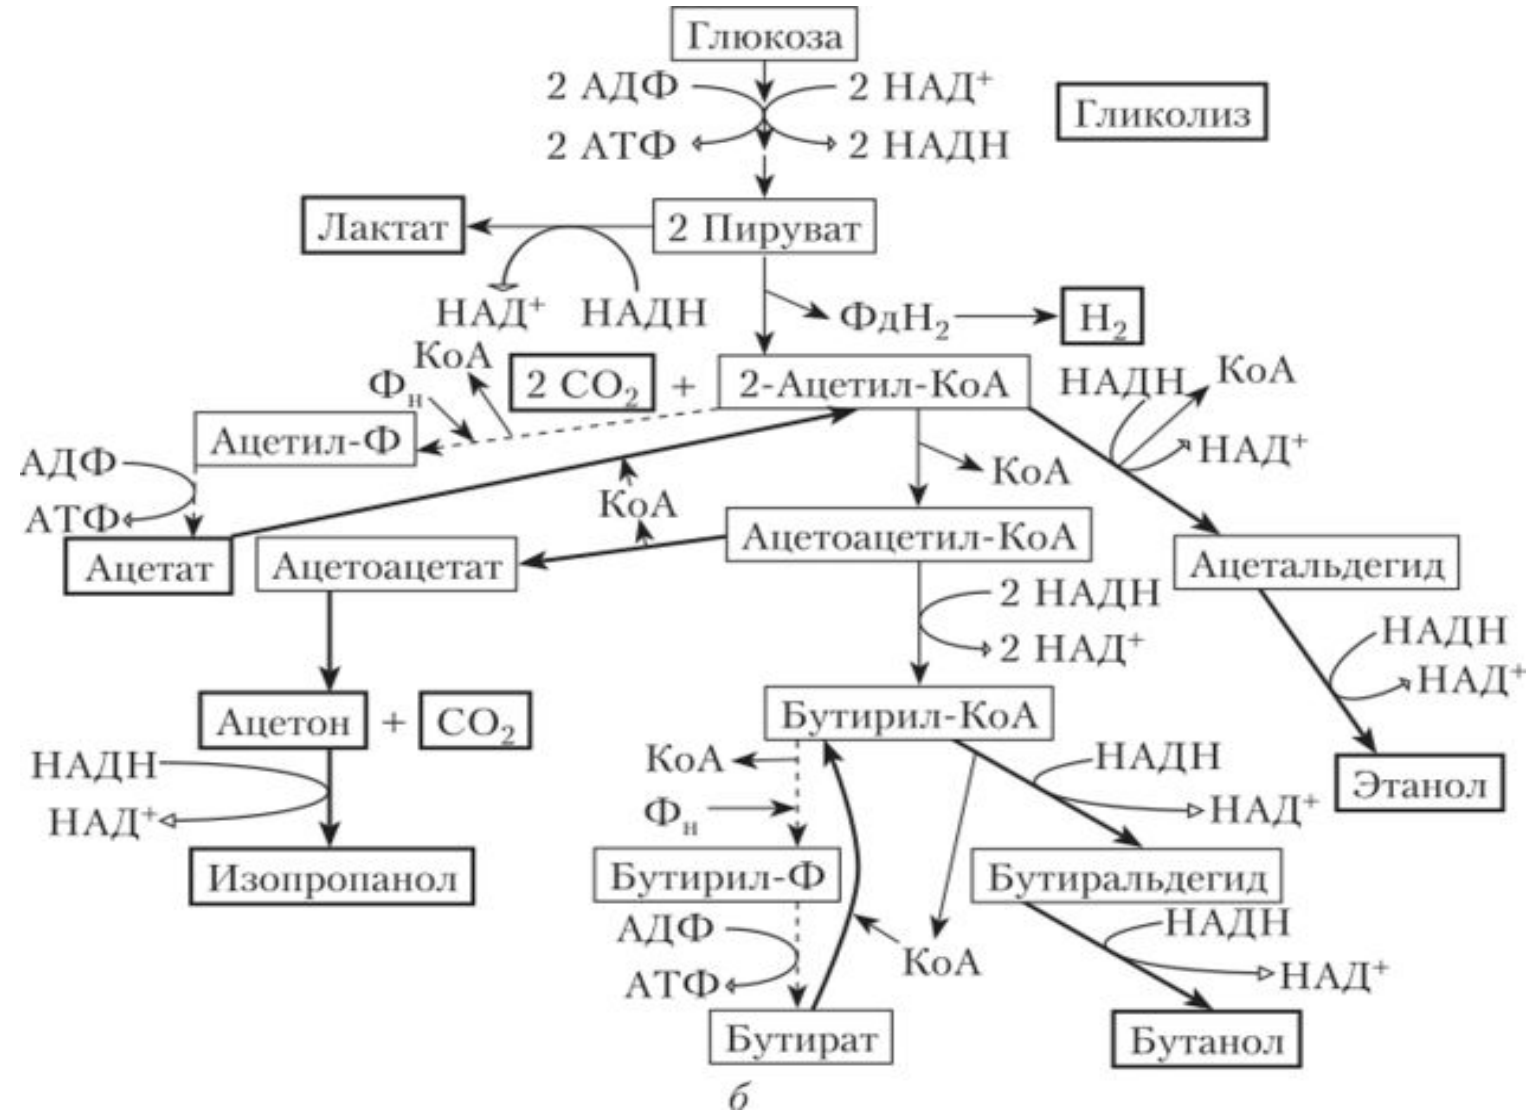 Глюкоза
2 АДФ 2 НАД⁺
Гликолиз
2 АТФ 2 НАДН
Лактат 2 Пируват
НАД⁺ НАДН ФдН₂ H₂
КоА
Фн 2 CO₂ + 2-Ацетил-КоА НАДН КоА
Ацетил-Ф НАД⁺
АДФ КоА
АТФ КоА
Ацетат Ацетоацетат Ацетоацетил-КоА Ацетальдегид
2 НАДН
2 НАД⁺ НАДН
НАД⁺
Ацетон + CO₂ Бутирил-КоА
НАДН КоА НАДН Этанол
НАД⁺ Фн НАД⁺
Изопропанол Бутирил-Ф Бутиральдегид
АДФ НАДН
АТФ КоА НАД⁺
Бутират Бутанол
б